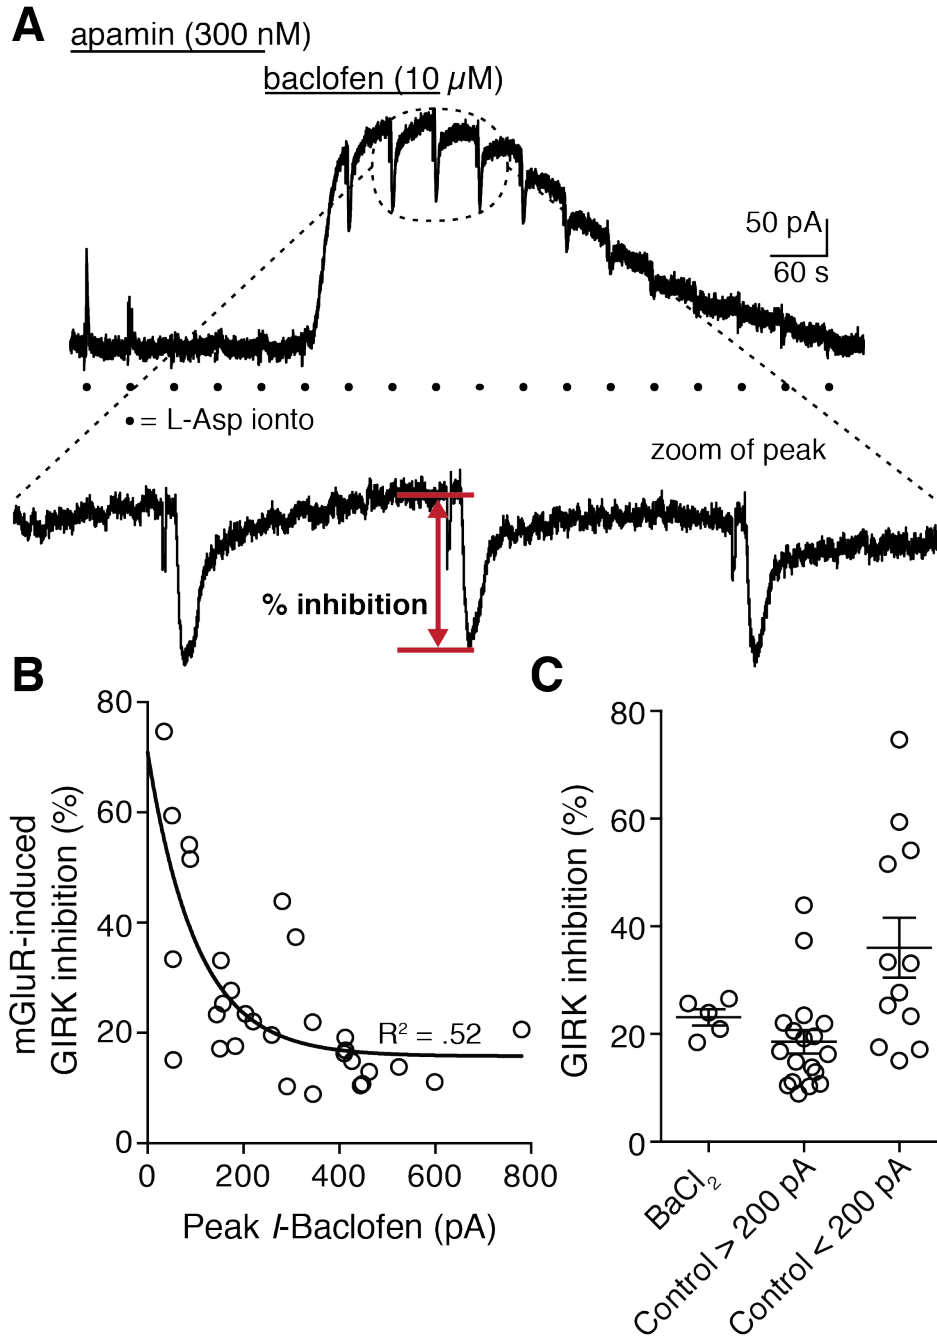 A
apamin (300 nM)
baclofen (10 µM)
50 pA
60 s
• = L-Asp ionto
zoom of peak
% inhibition
B
mGluR-induced
GIRK inhibition (%)
80
60
40
20
0
R² = .52
0
200
400
600
800
Peak I-Baclofen (pA)
C
GIRK inhibition (%)
80
60
40
20
0
BaCl₂
Control > 200 pA
Control < 200 pA